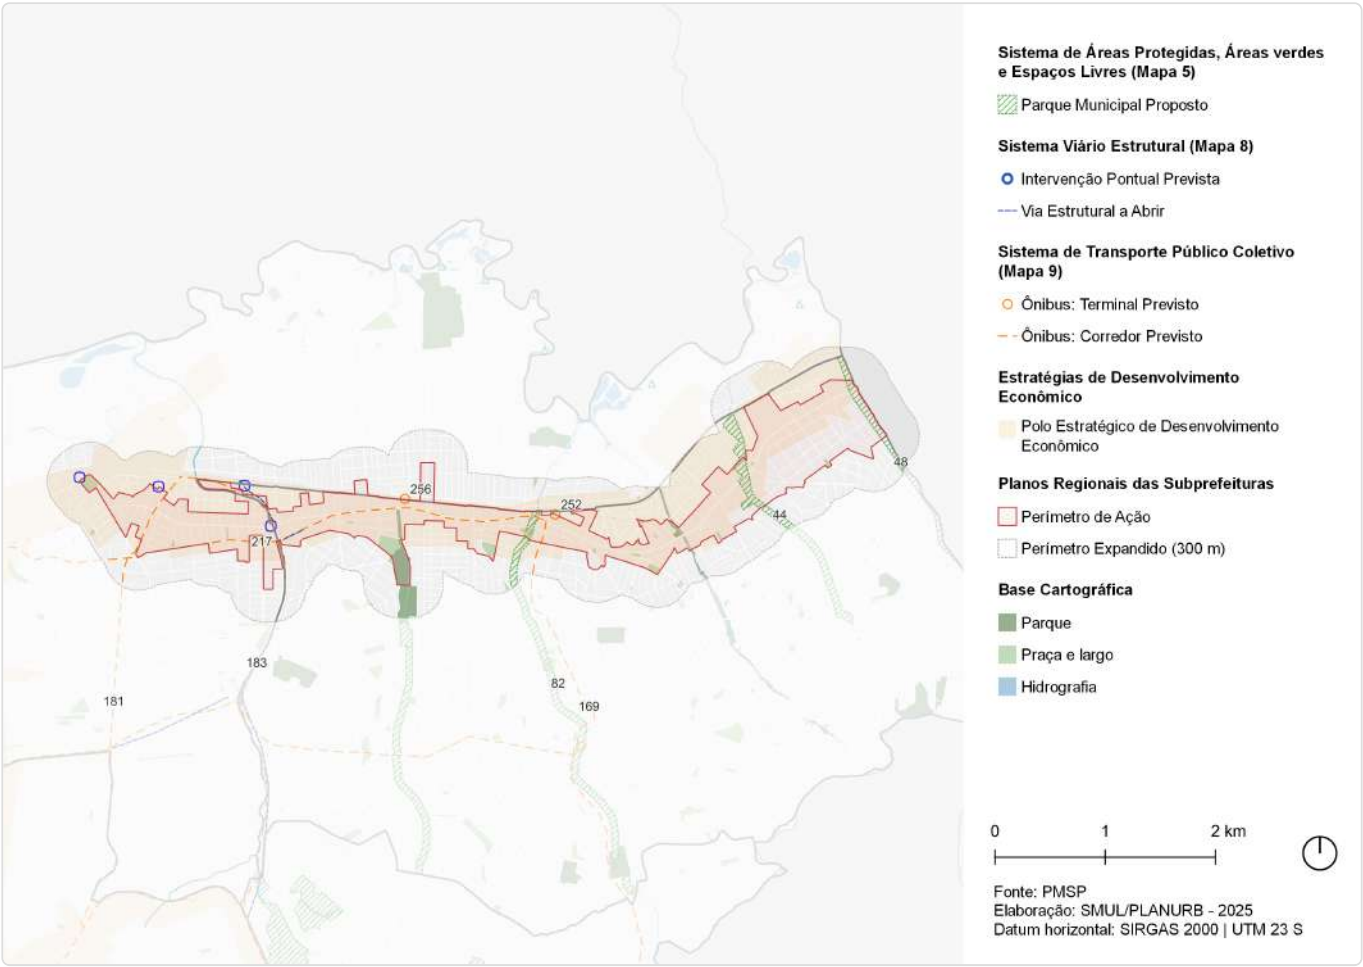 Sistema de Áreas Protegidas, Áreas verdes
e Espaços Livres (Mapa 5)
Parque Municipal Proposto
Sistema Viário Estrutural (Mapa 8)
Intervenção Pontual Prevista
Via Estrutural a Abrir
Sistema de Transporte Público Coletivo
(Mapa 9)
Ônibus: Terminal Previsto
Ônibus: Corredor Previsto
Estratégias de Desenvolvimento
Econômico
Polo Estratégico de Desenvolvimento
Econômico
Planos Regionais das Subprefeituras
Perímetro de Ação
Perímetro Expandido (300 m)
Base Cartográfica
Parque
Praça e largo
Hidrografia
48
256
252
44
217
183
82
181
169
0 1 2 km
Fonte: PMSP
Elaboração: SMUL/PLANURB - 2025
Datum horizontal: SIRGAS 2000 | UTM 23 S